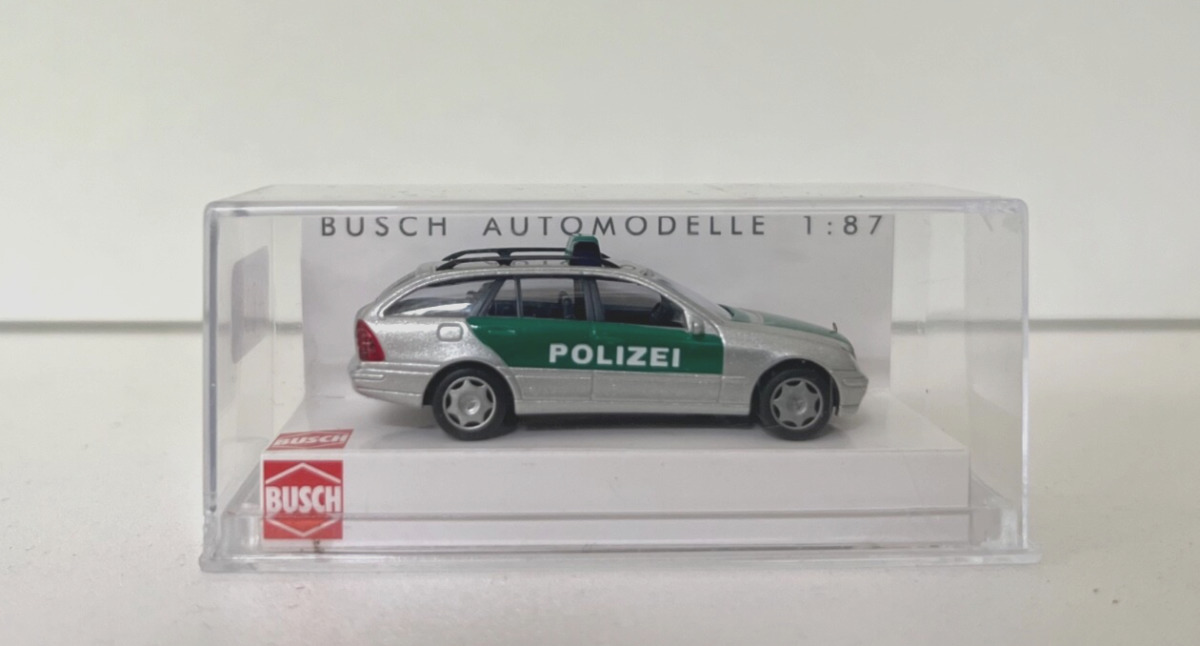 BUSCH AUTOMODELLE 1:87
POLIZEI
BUSCH
BUSCH